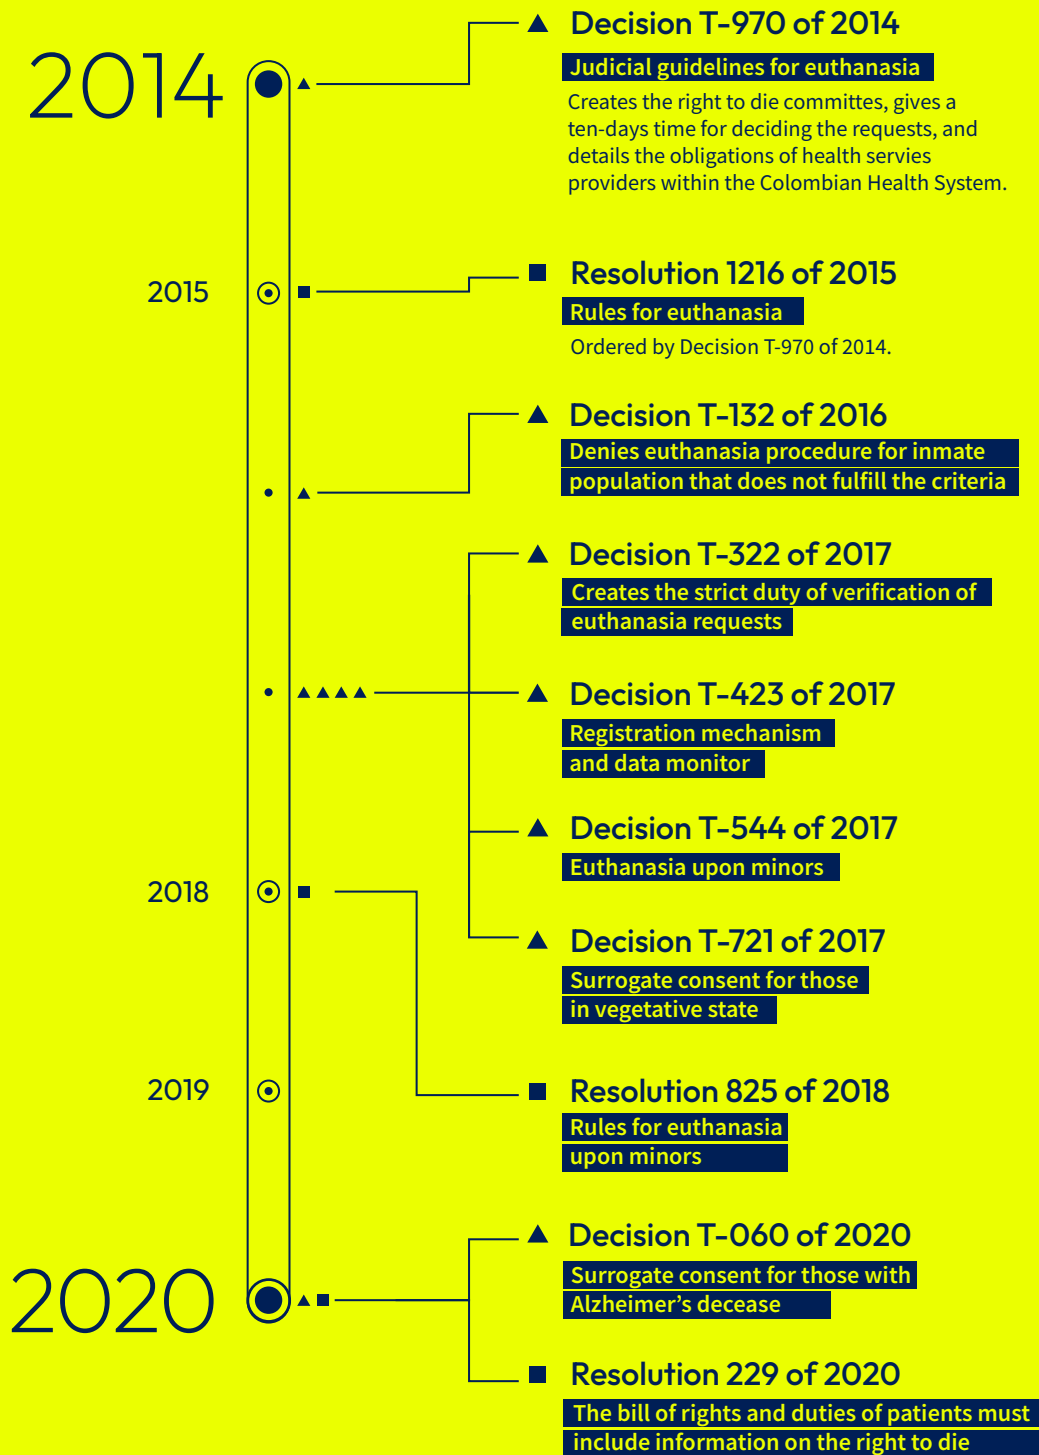 2014
Decision T-970 of 2014
Judicial guidelines for euthanasia
Creates the right to die committes, gives a
ten-days time for deciding the requests, and
details the obligations of health servies
providers within the Colombian Health System.
2015
Resolution 1216 of 2015
Rules for euthanasia
Ordered by Decision T-970 of 2014.
Decision T-132 of 2016
Denies euthanasia procedure for inmate
population that does not fulfill the criteria
Decision T-322 of 2017
Creates the strict duty of verification of
euthanasia requests
Decision T-423 of 2017
Registration mechanism
and data monitor
Decision T-544 of 2017
Euthanasia upon minors
2018
Decision T-721 of 2017
Surrogate consent for those
in vegetative state
2019
Resolution 825 of 2018
Rules for euthanasia
upon minors
2020
Decision T-060 of 2020
Surrogate consent for those with
Alzheimer's decease
Resolution 229 of 2020
The bill of rights and duties of patients must
include information on the right to die